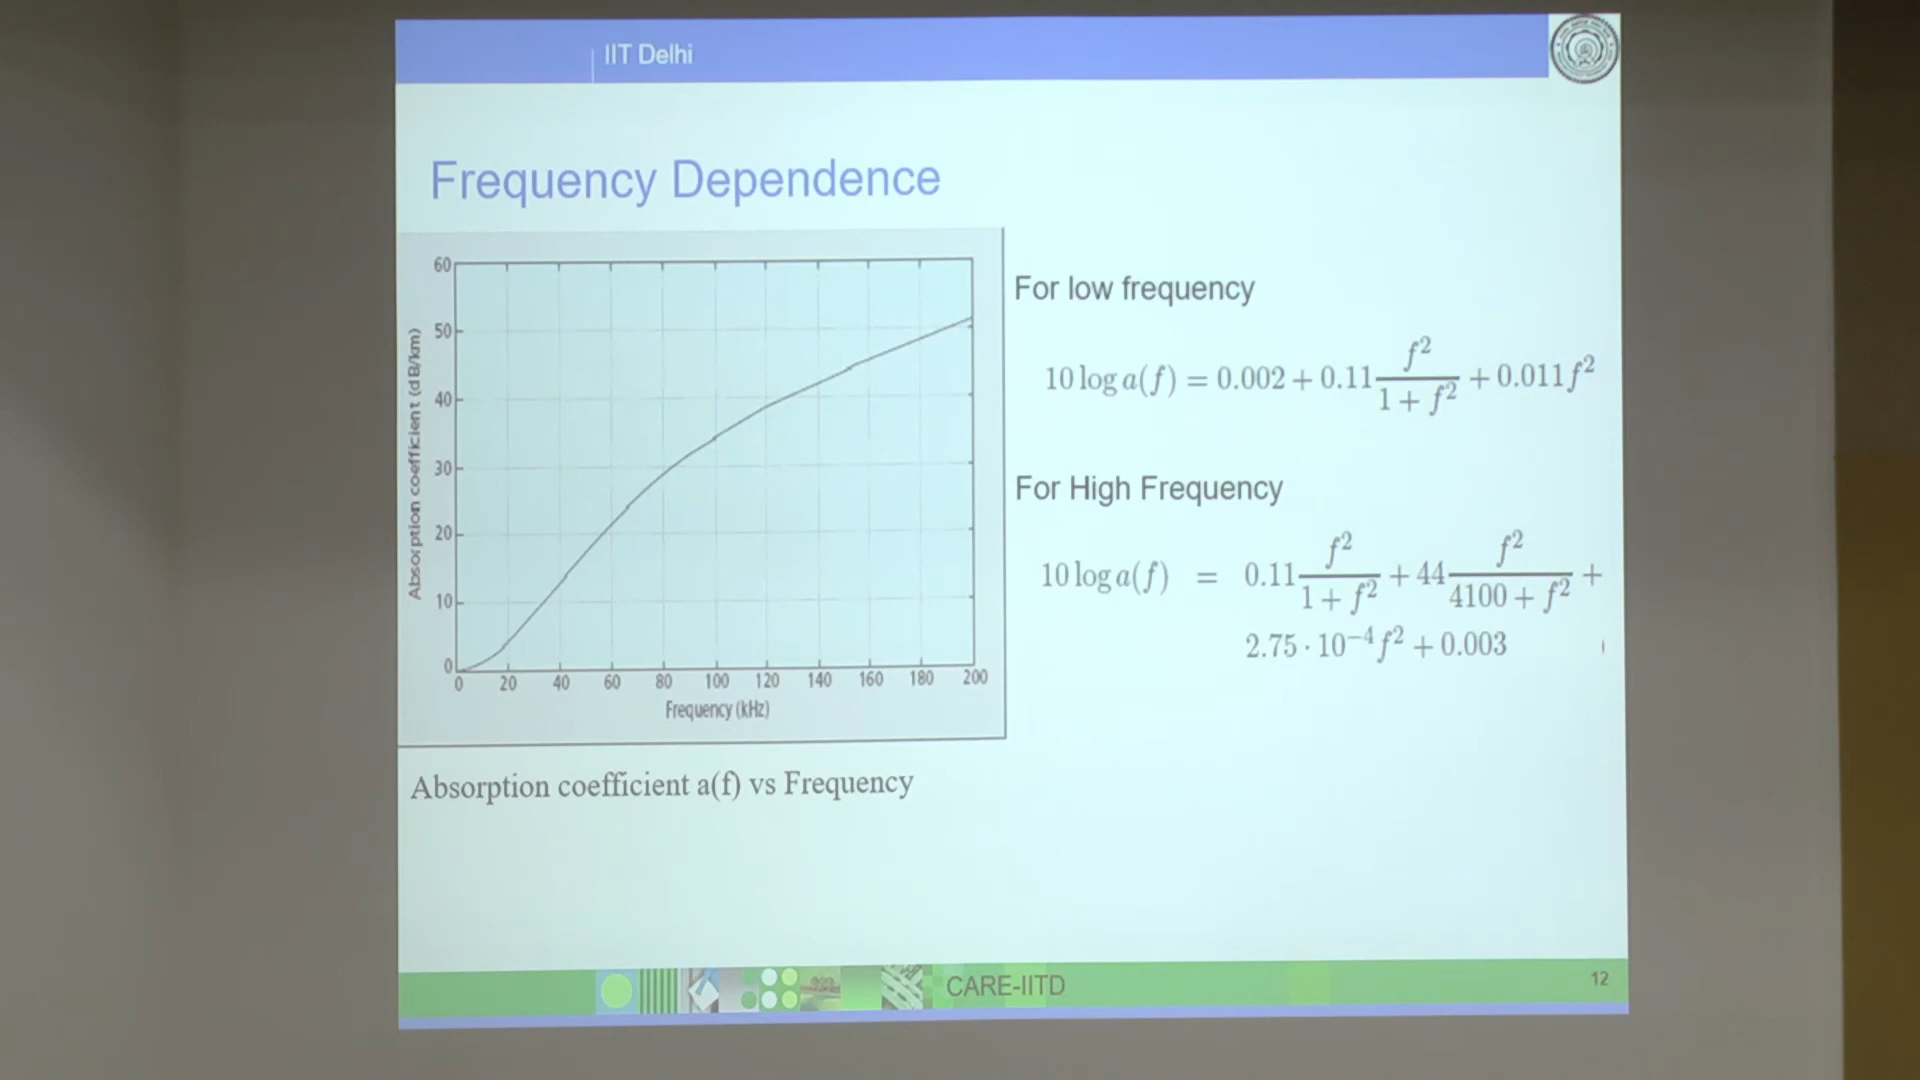 IIT Delhi
Frequency Dependence
60
50
40
30
20
10
0
Absorption coefficient (dB/km)
0 20 40 60 80 100 120 140 160 180 200
Frequency (kHz)
Absorption coefficient a(f) vs Frequency
For low frequency
10 log a(f) = 0.002 + 0.11 f²/(1 + f²) + 0.011 f²
For High Frequency
10 log a(f) = 0.11 f²/(1 + f²) + 44 f²/(4100 + f²) +
2.75 · 10⁻⁴ f² + 0.003
CARE-IITD
12